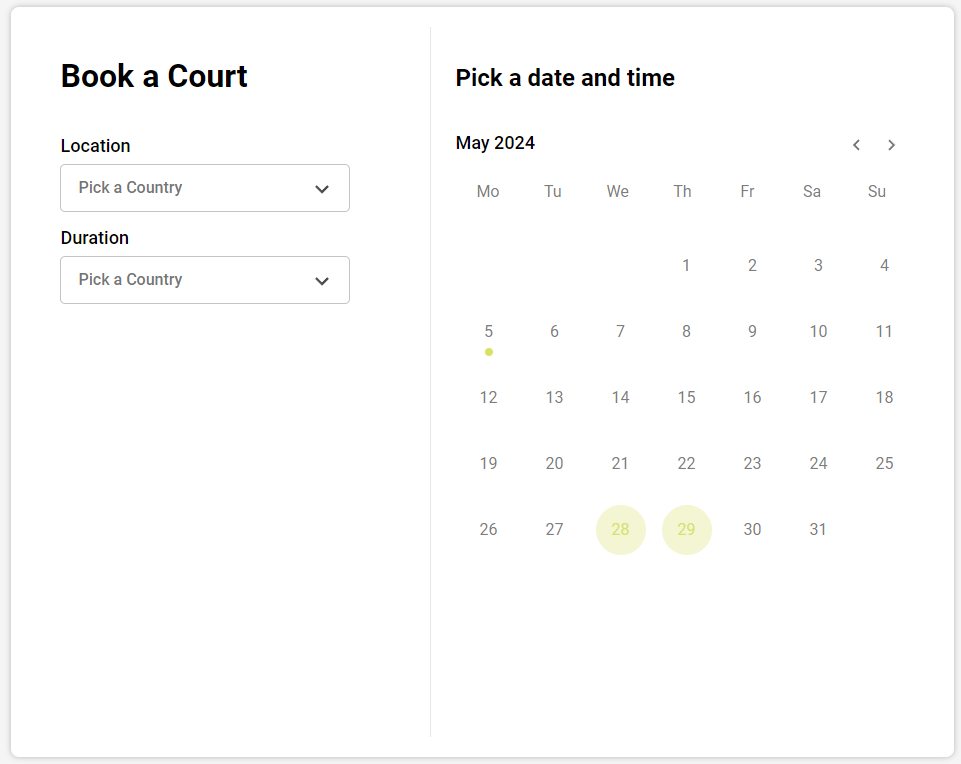 Book a Court
Location
Pick a Country
Duration
Pick a Country
Pick a date and time
May 2024
Mo Tu We Th Fr Sa Su
1 2 3 4
5 6 7 8 9 10 11
12 13 14 15 16 17 18
19 20 21 22 23 24 25
26 27 28 29 30 31